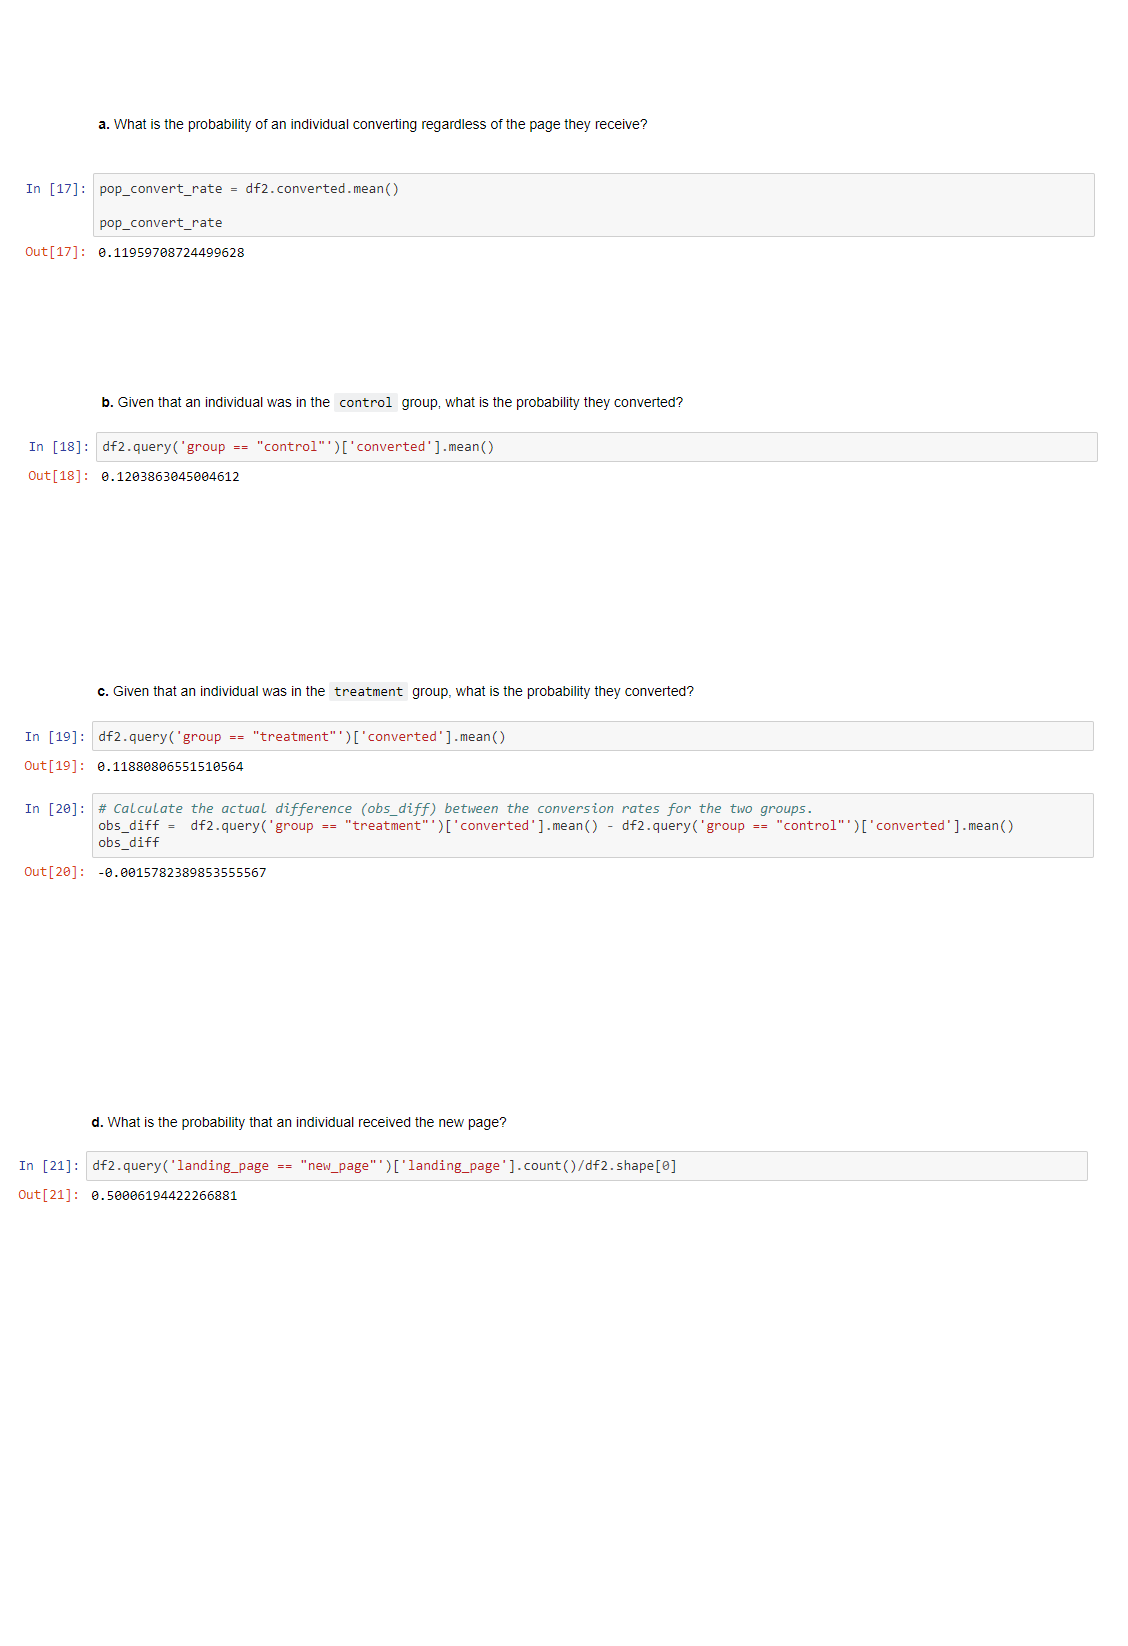 a. What is the probability of an individual converting regardless of the page they receive?
In [17]: pop_convert_rate = df2.converted.mean()
pop_convert_rate
Out[17]: 0.11959708724499628
b. Given that an individual was in the control group, what is the probability they converted?
In [18]: df2.query('group == "control"')['converted'].mean()
Out[18]: 0.1203863045004612
c. Given that an individual was in the treatment group, what is the probability they converted?
In [19]: df2.query('group == "treatment"')['converted'].mean()
Out[19]: 0.11880806551510564
In [20]: # Calculate the actual difference (obs_diff) between the conversion rates for the two groups.
obs_diff =  df2.query('group == "treatment"')['converted'].mean() - df2.query('group == "control"')['converted'].mean()
obs_diff
Out[20]: -0.0015782389853555567
d. What is the probability that an individual received the new page?
In [21]: df2.query('landing_page == "new_page"')['landing_page'].count()/df2.shape[0]
Out[21]: 0.50006194422266881